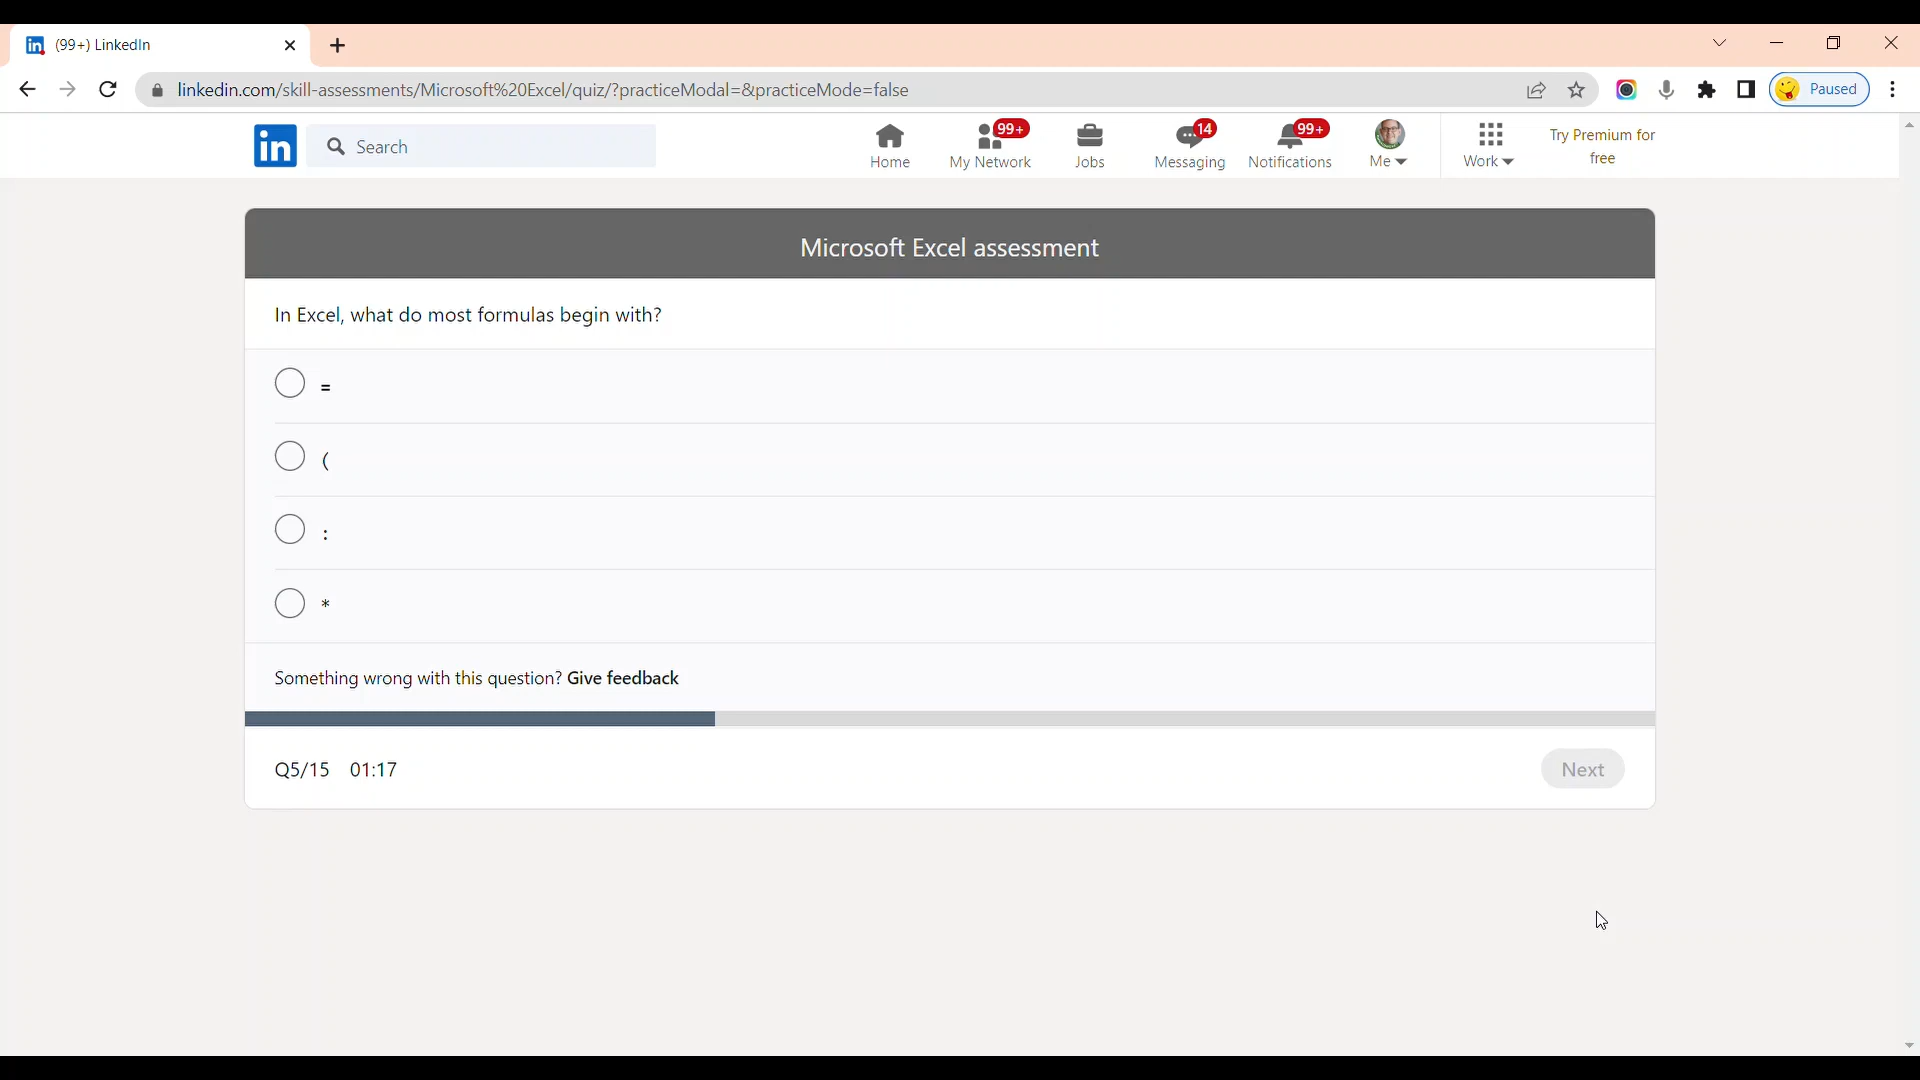 (99+) LinkedIn
linkedin.com/skill-assessments/Microsoft%20Excel/quiz/?practiceModal=&practiceMode=false
Paused
in
Search
99+
14
99+
Home
My Network
Jobs
Messaging
Notifications
Me
Work
Try Premium for
free
Microsoft Excel assessment
In Excel, what do most formulas begin with?
=
(
:
*
Something wrong with this question? Give feedback
Q5/15 01:17
Next